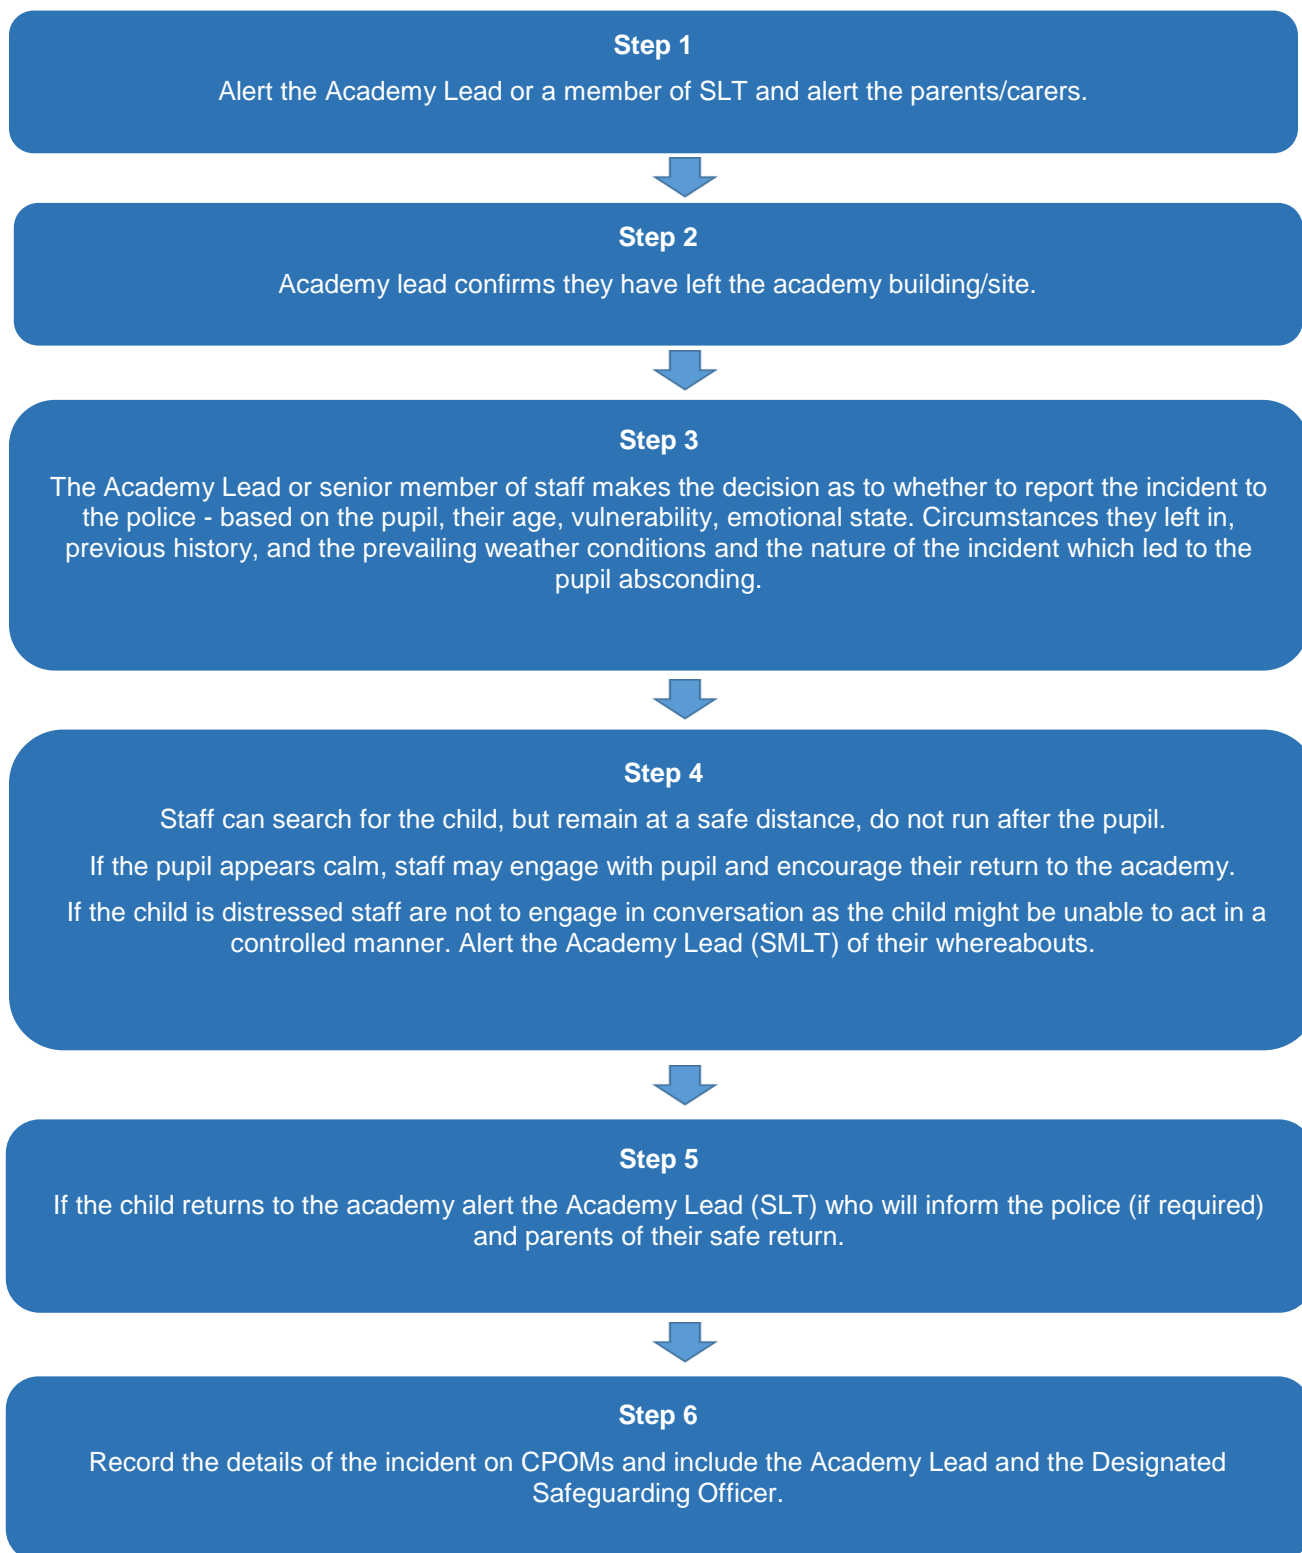 Step 1
Alert the Academy Lead or a member of SLT and alert the parents/carers.
Step 2
Academy lead confirms they have left the academy building/site.
Step 3
The Academy Lead or senior member of staff makes the decision as to whether to report the incident to
the police - based on the pupil, their age, vulnerability, emotional state. Circumstances they left in,
previous history, and the prevailing weather conditions and the nature of the incident which led to the
pupil absconding.
Step 4
Staff can search for the child, but remain at a safe distance, do not run after the pupil.
If the pupil appears calm, staff may engage with pupil and encourage their return to the academy.
If the child is distressed staff are not to engage in conversation as the child might be unable to act in a
controlled manner. Alert the Academy Lead (SMLT) of their whereabouts.
Step 5
If the child returns to the academy alert the Academy Lead (SLT) who will inform the police (if required)
and parents of their safe return.
Step 6
Record the details of the incident on CPOMs and include the Academy Lead and the Designated
Safeguarding Officer.